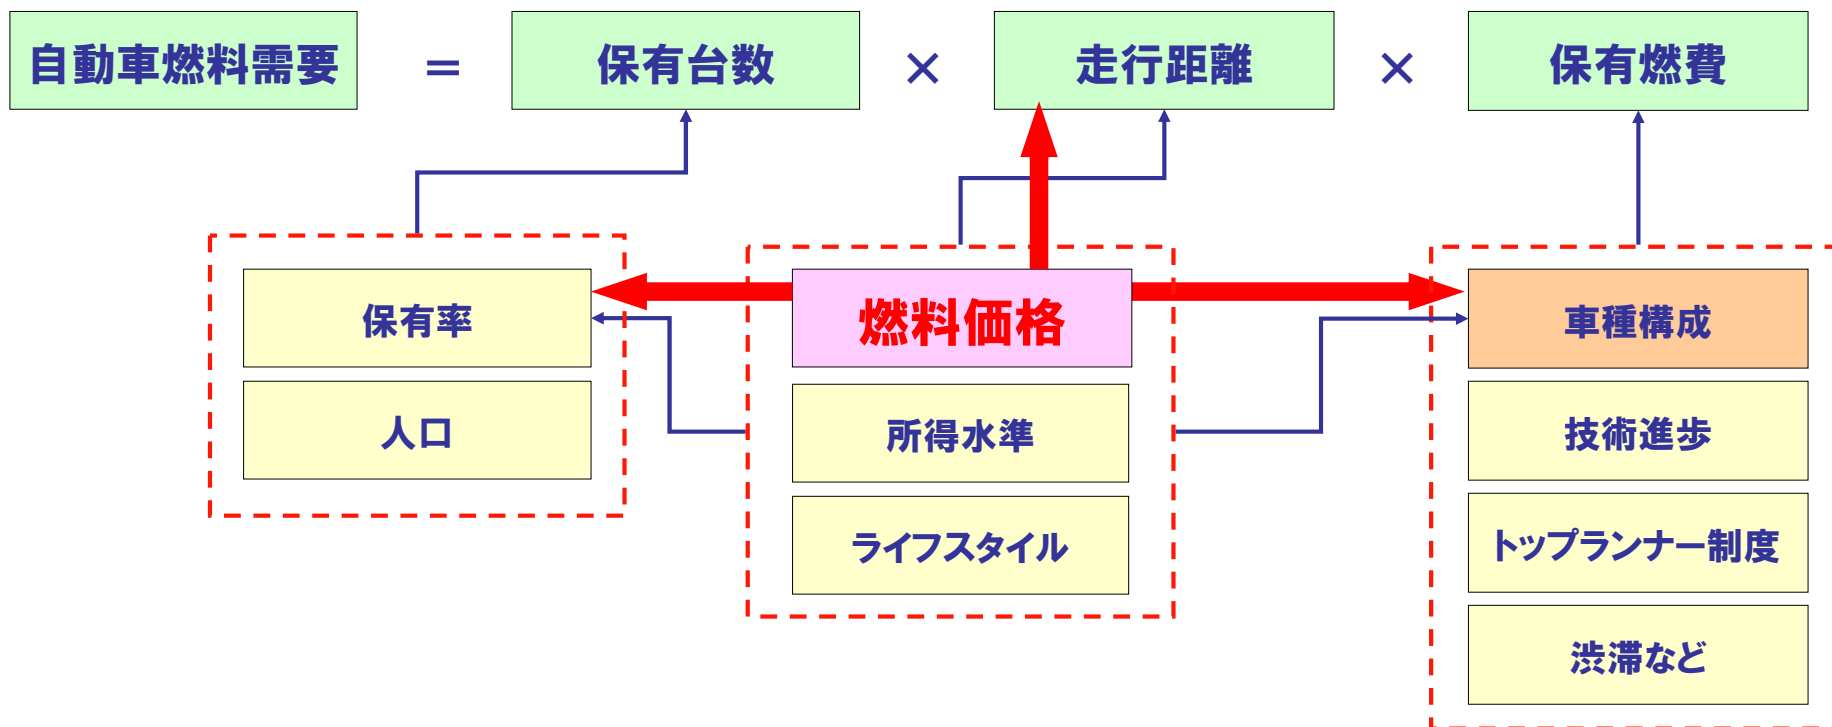 自動車燃料需要 = 保有台数 × 走行距離 × 保有燃費
保有率
人口
燃料価格
所得水準
ライフスタイル
車種構成
技術進歩
トップランナー制度
渋滞など